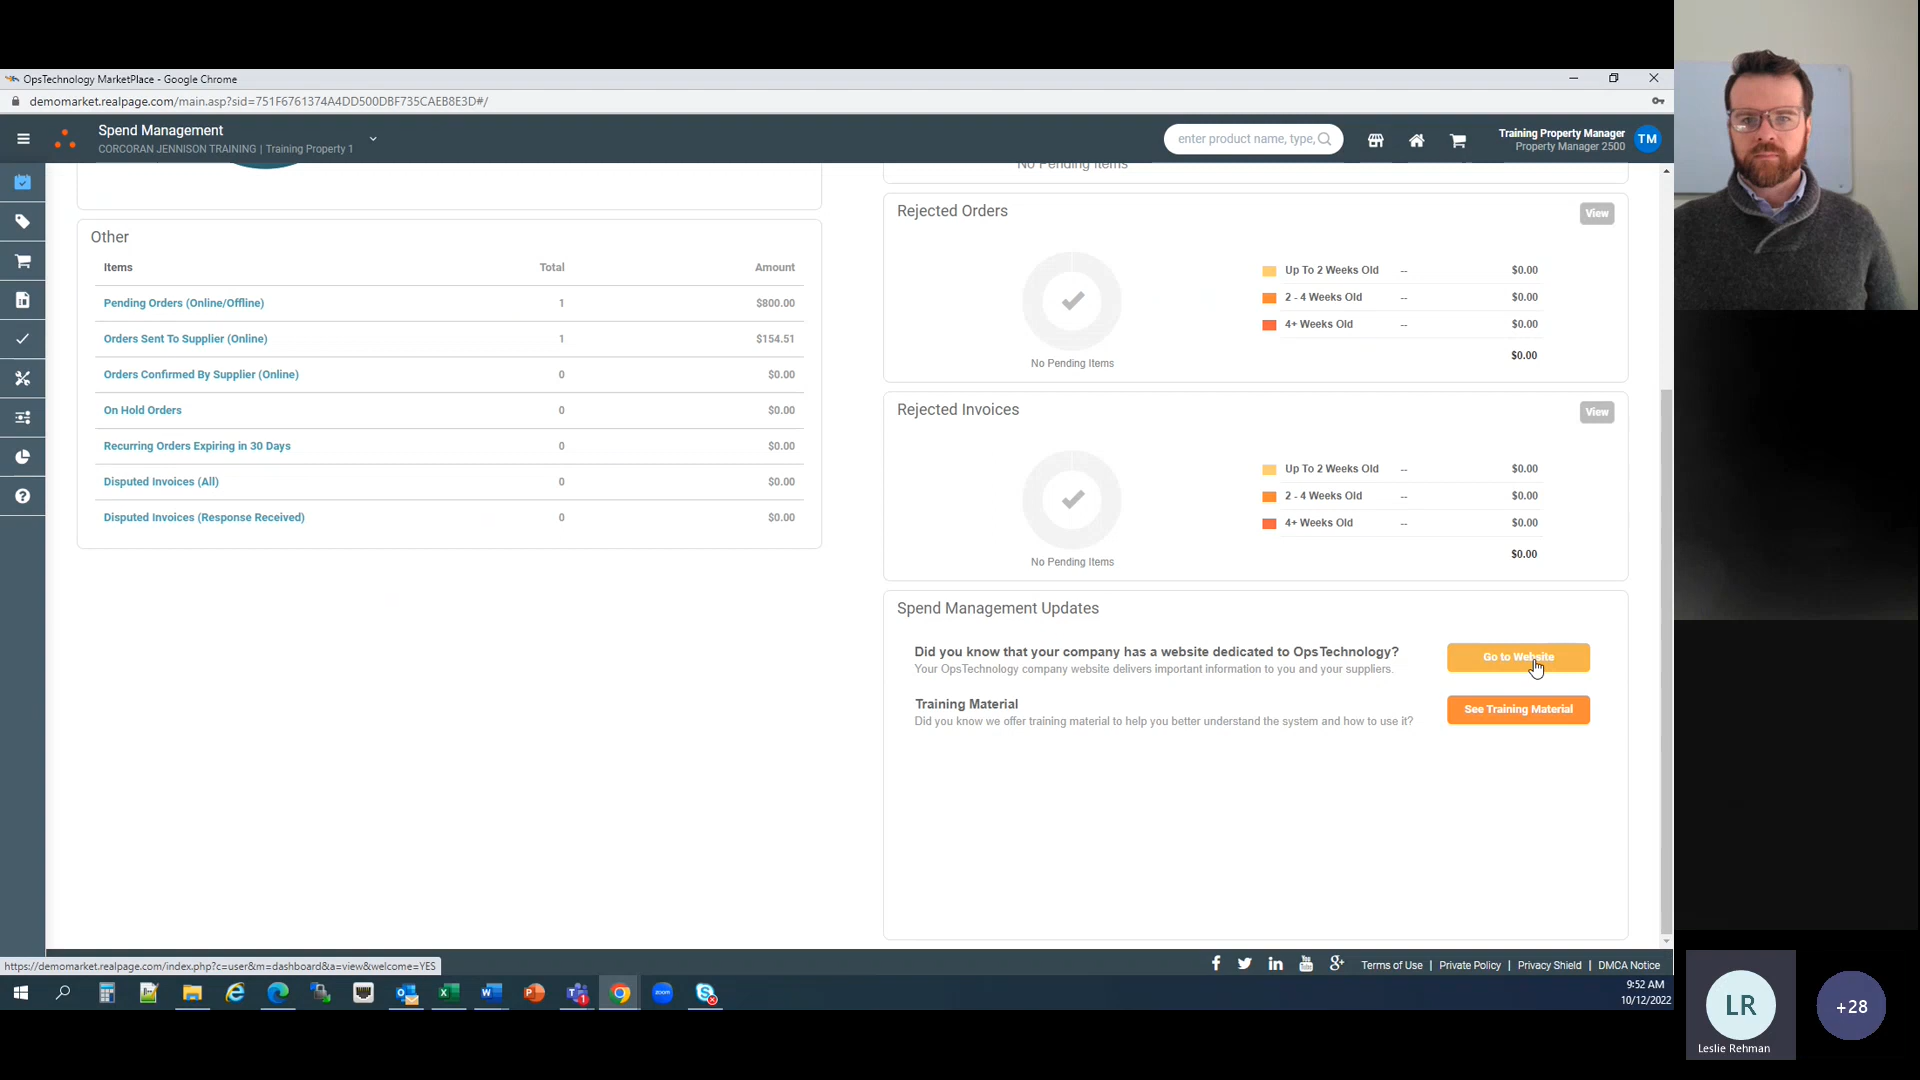 OpsTechnology MarketPlace - Google Chrome
demomarket.realpage.com/main.asp?sid=751F6761374A4DD500DBF735CAEB8E3D#/
Spend Management
CORCORAN JENNISON TRAINING | Training Property 1
enter product name, type,
Training Property Manager
Property Manager 2500
TM
No Pending Items
Other
Items Total Amount
Pending Orders (Online/Offline) 1 $800.00
Orders Sent To Supplier (Online) 1 $154.51
Orders Confirmed By Supplier (Online) 0 $0.00
On Hold Orders 0 $0.00
Recurring Orders Expiring in 30 Days 0 $0.00
Disputed Invoices (All) 0 $0.00
Disputed Invoices (Response Received) 0 $0.00
Rejected Orders
View
Up To 2 Weeks Old -- $0.00
2 - 4 Weeks Old -- $0.00
4+ Weeks Old -- $0.00
$0.00
No Pending Items
Rejected Invoices
View
Up To 2 Weeks Old -- $0.00
2 - 4 Weeks Old -- $0.00
4+ Weeks Old -- $0.00
$0.00
No Pending Items
Spend Management Updates
Did you know that your company has a website dedicated to OpsTechnology?
Your OpsTechnology company website delivers important information to you and your suppliers.
Go to Website
Training Material
Did you know we offer training material to help you better understand the system and how to use it?
See Training Material
https://demomarket.realpage.com/index.php?c=user&m=dashboard&a=view&welcome=YES
Terms of Use | Private Policy | Privacy Shield | DMCA Notice
9:52 AM
10/12/2022
LR
Leslie Rehman
+28